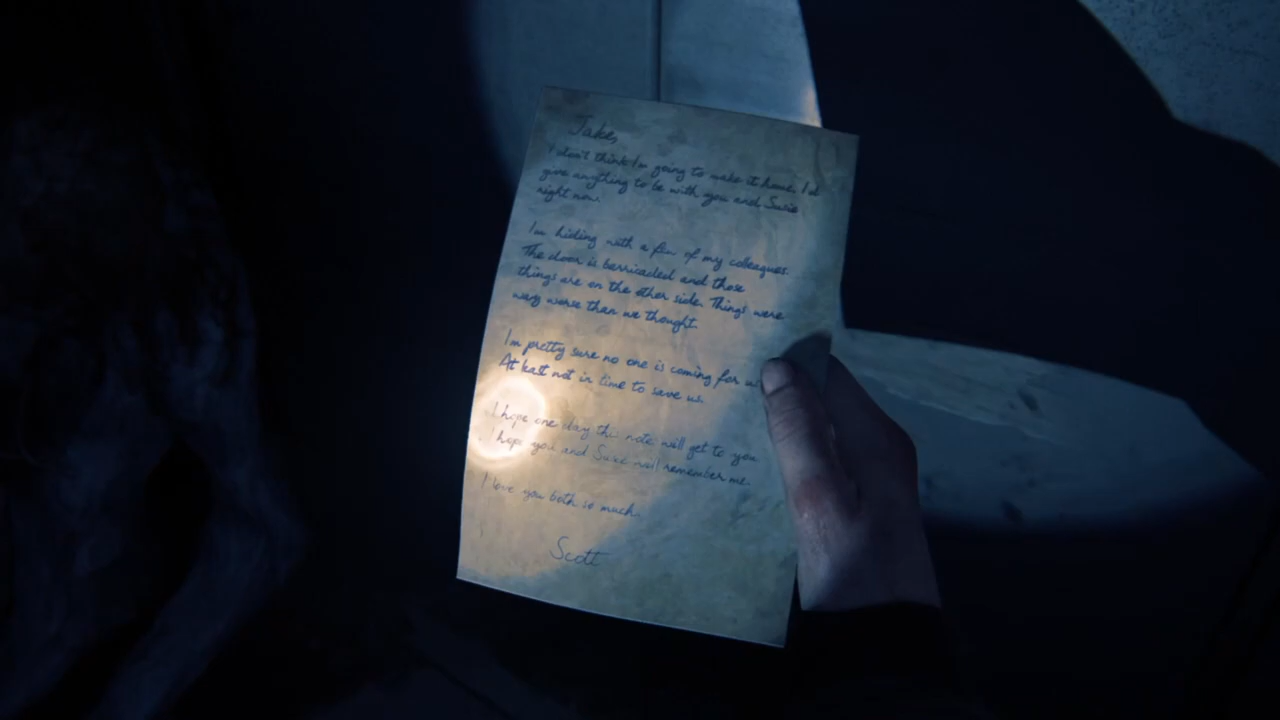 Jake,
I don't think I'm going to make it home. I'd
give anything to be with you and Susie
right now.
I'm hiding with a few of my colleagues.
The door is barricaded and those
things are on the other side. Things were
way worse than we thought.
I'm pretty sure no one is coming for us.
At least not in time to save us.
I hope one day this note will get to you.
I hope you and Susie will remember me.
I love you both so much.
Scott